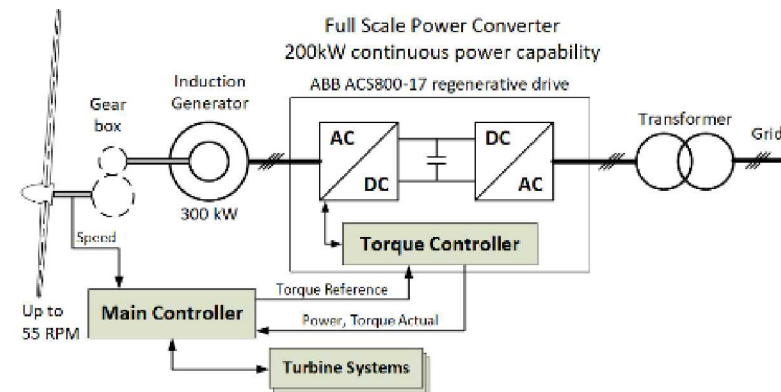 Full Scale Power Converter
200kW continuous power capability
ABB ACS800-17 regenerative drive
Induction
Generator
Gear
box
Transformer
Grid
AC
DC
DC
AC
300 kW
Torque Controller
Speed
Torque Reference
Main Controller
Power, Torque Actual
Up to
55 RPM
Turbine Systems